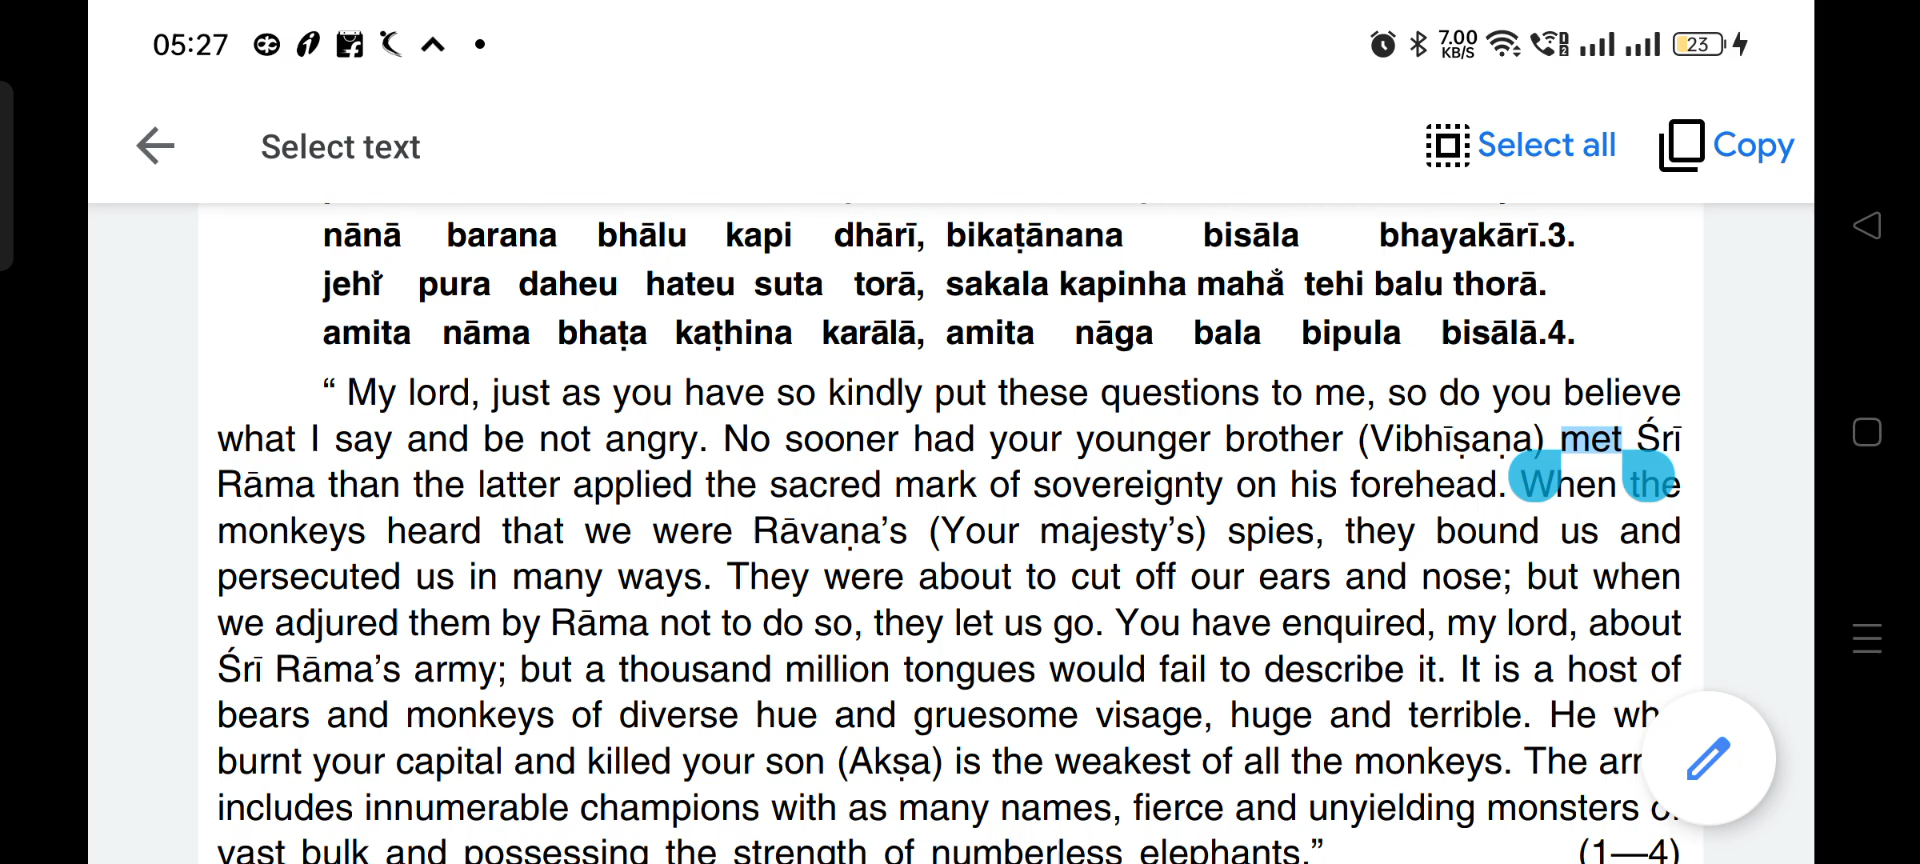 05:27
7.00 KB/S
23
Select text
Select all
Copy
nānā barana bhālu kapi dhārī, bikaṭānana bisāla bhayakārī.3.
jehĭ̇ pura daheu hateu suta torā, sakala kapinha mahă̇ tehi balu thorā.
amita nāma bhaṭa kaṭhina karālā, amita nāga bala bipula bisālā.4.
“ My lord, just as you have so kindly put these questions to me, so do you believe
what I say and be not angry. No sooner had your younger brother (Vibhīṣaṇa) met Śrī
Rāma than the latter applied the sacred mark of sovereignty on his forehead. When the
monkeys heard that we were Rāvaṇa’s (Your majesty’s) spies, they bound us and
persecuted us in many ways. They were about to cut off our ears and nose; but when
we adjured them by Rāma not to do so, they let us go. You have enquired, my lord, about
Śrī Rāma’s army; but a thousand million tongues would fail to describe it. It is a host of
bears and monkeys of diverse hue and gruesome visage, huge and terrible. He
burnt your capital and killed your son (Akṣa) is the weakest of all the monkeys. The
includes innumerable champions with as many names, fierce and unyielding monsters
vast bulk and possessing the strength of numberless elephants.” (1—4)